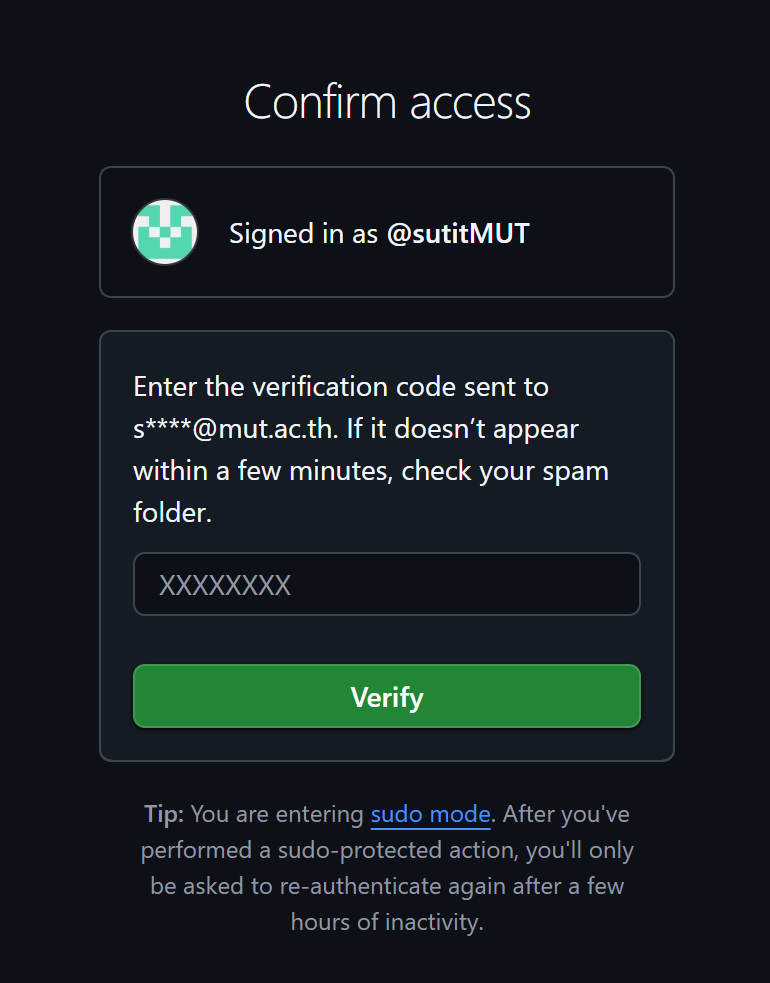 Confirm access
Signed in as @sutitMUT
Enter the verification code sent to
s****@mut.ac.th. If it doesn’t appear
within a few minutes, check your spam
folder.
XXXXXXXX
Verify
Tip: You are entering sudo mode. After you've
performed a sudo-protected action, you'll only
be asked to re-authenticate again after a few
hours of inactivity.